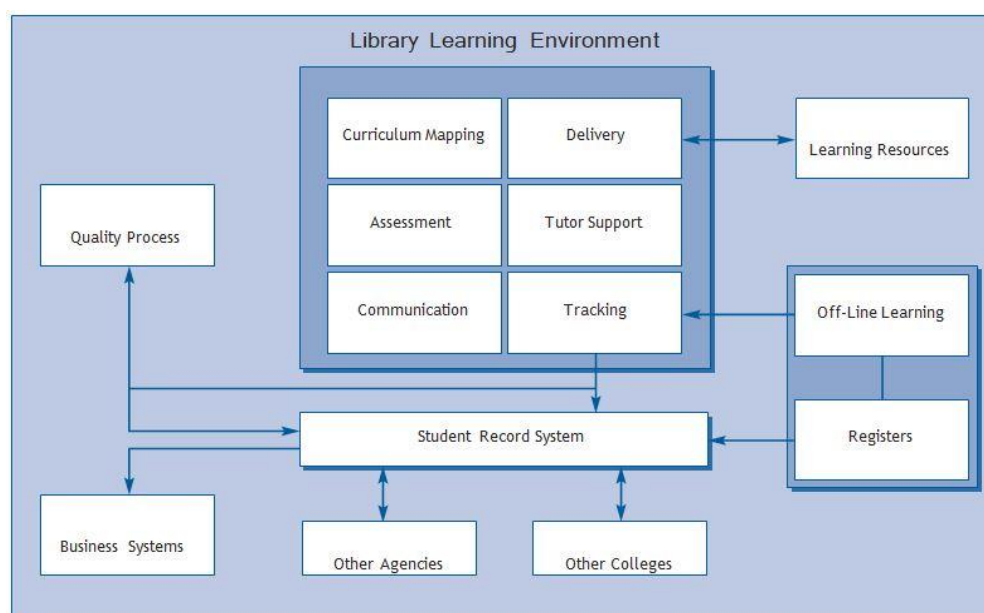 Library Learning Environment
Curriculum Mapping
Delivery
Learning Resources
Assessment
Tutor Support
Quality Process
Communication
Tracking
Off-Line Learning
Student Record System
Registers
Business Systems
Other Agencies
Other Colleges